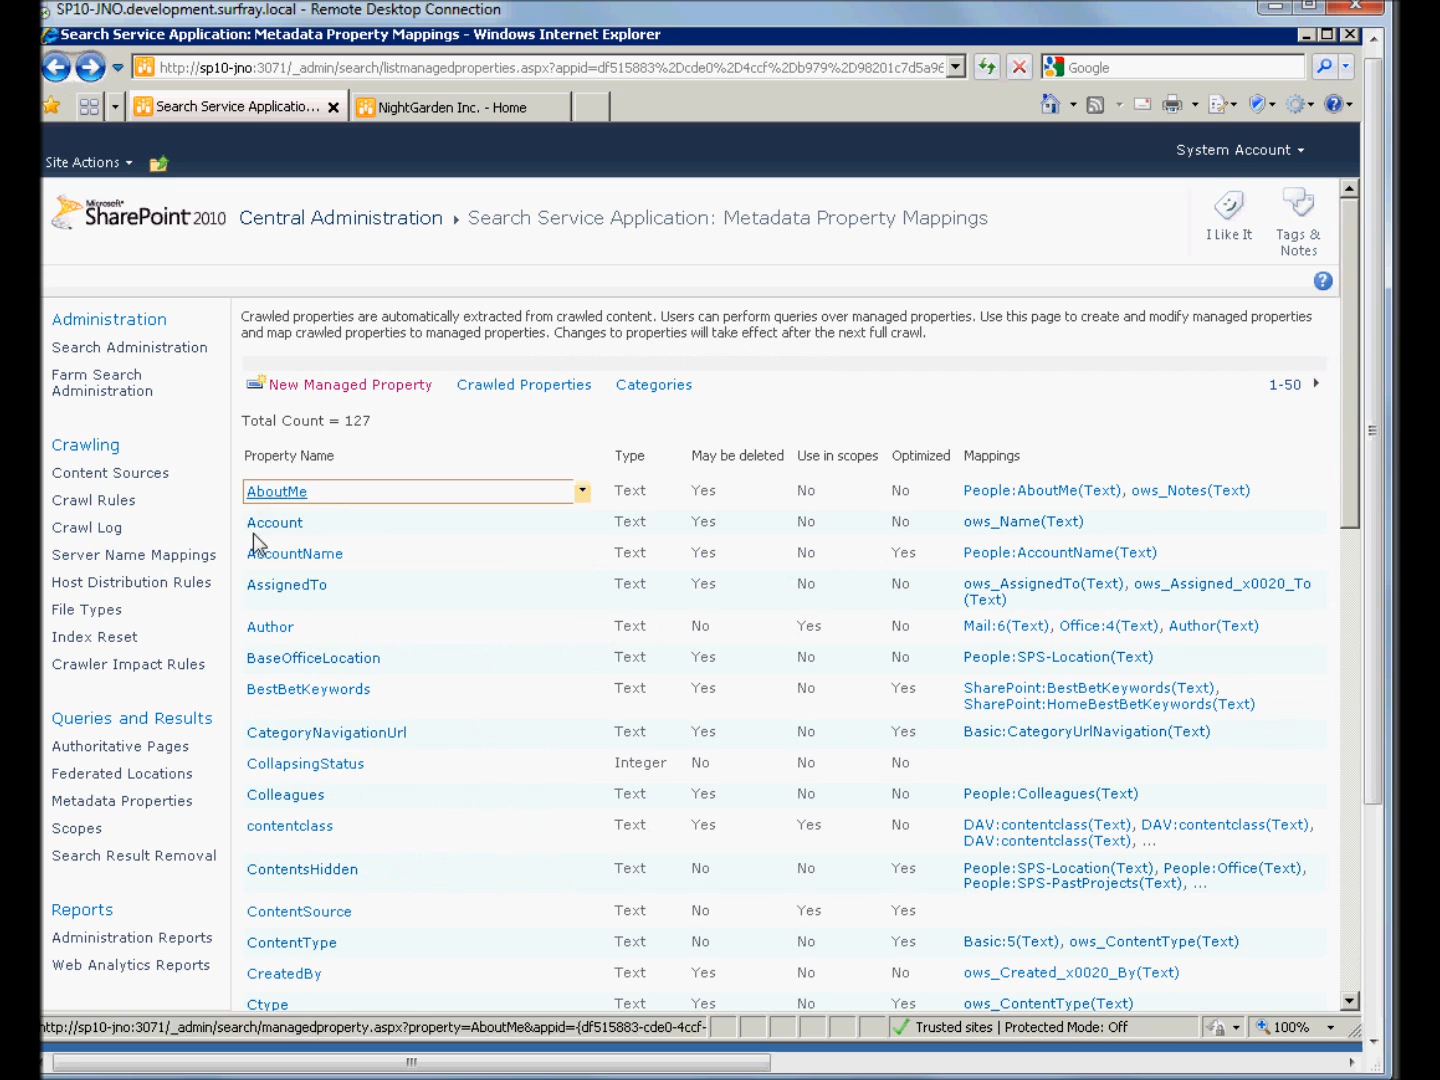 SP10-JNO.development.surfray.local - Remote Desktop Connection
Search Service Application: Metadata Property Mappings - Windows Internet Explorer
http://sp10-jno:3071/_admin/search/listmanagedproperties.aspx?appid=df515883%2Dcde0%2D4ccf%2Db979%2D98201c7d5a9e
Google
Search Service Applicatio...
NightGarden Inc. - Home
Site Actions
System Account
Microsoft SharePoint 2010
Central Administration
Search Service Application: Metadata Property Mappings
I Like It
Tags & Notes
Crawled properties are automatically extracted from crawled content. Users can perform queries over managed properties. Use this page to create and modify managed properties
and map crawled properties to managed properties. Changes to properties will take effect after the next full crawl.
Administration
Search Administration
Farm Search
Administration
Crawling
Content Sources
Crawl Rules
Crawl Log
Server Name Mappings
Host Distribution Rules
File Types
Index Reset
Crawler Impact Rules
Queries and Results
Authoritative Pages
Federated Locations
Metadata Properties
Scopes
Search Result Removal
Reports
Administration Reports
Web Analytics Reports
New Managed Property Crawled Properties Categories 1-50
Total Count = 127
Property Name Type May be deleted Use in scopes Optimized Mappings
AboutMe Text Yes No No People:AboutMe(Text), ows_Notes(Text)
Account Text Yes No No ows_Name(Text)
AccountName Text Yes No Yes People:AccountName(Text)
AssignedTo Text Yes No No ows_AssignedTo(Text), ows_Assigned_x0020_To
(Text)
Author Text No Yes No Mail:6(Text), Office:4(Text), Author(Text)
BaseOfficeLocation Text Yes No No People:SPS-Location(Text)
BestBetKeywords Text Yes No Yes SharePoint:BestBetKeywords(Text),
SharePoint:HomeBestBetKeywords(Text)
CategoryNavigationUrl Text Yes No Yes Basic:CategoryUrlNavigation(Text)
CollapsingStatus Integer No No No
Colleagues Text Yes No No People:Colleagues(Text)
contentclass Text Yes Yes No DAV:contentclass(Text), DAV:contentclass(Text),
DAV:contentclass(Text), ...
ContentsHidden Text No No Yes People:SPS-Location(Text), People:Office(Text),
People:SPS-PastProjects(Text), ...
ContentSource Text No Yes Yes
ContentType Text No No Yes Basic:5(Text), ows_ContentType(Text)
CreatedBy Text Yes No No ows_Created_x0020_By(Text)
Ctype Text Yes No Yes ows_ContentType(Text)
http://sp10-jno:3071/_admin/search/managedproperty.aspx?property=AboutMe&appid={df515883-cde0-4ccf-
Trusted sites | Protected Mode: Off
100%